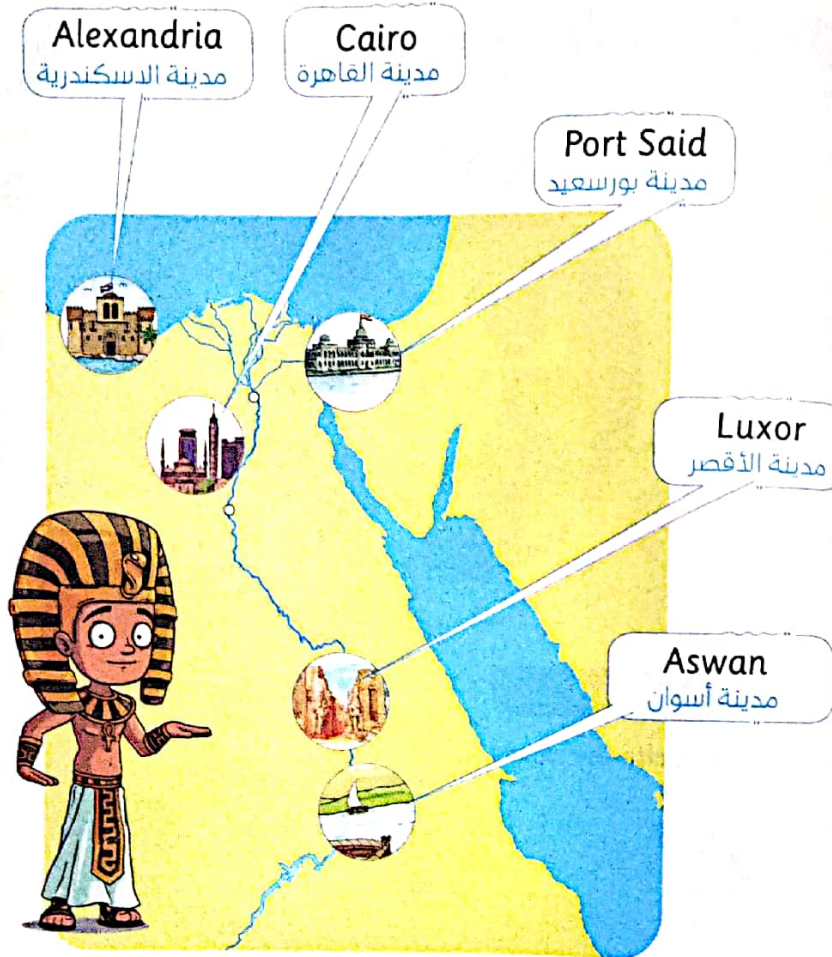 Alexandria
مدينة الاسكندرية
Cairo
مدينة القاهرة
Port Said
مدينة بورسعيد
Luxor
مدينة الأقصر
Aswan
مدينة أسوان